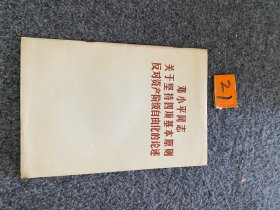 邓小平同志
关于坚持四项基本原则
反对资产阶级自由化的论述
21